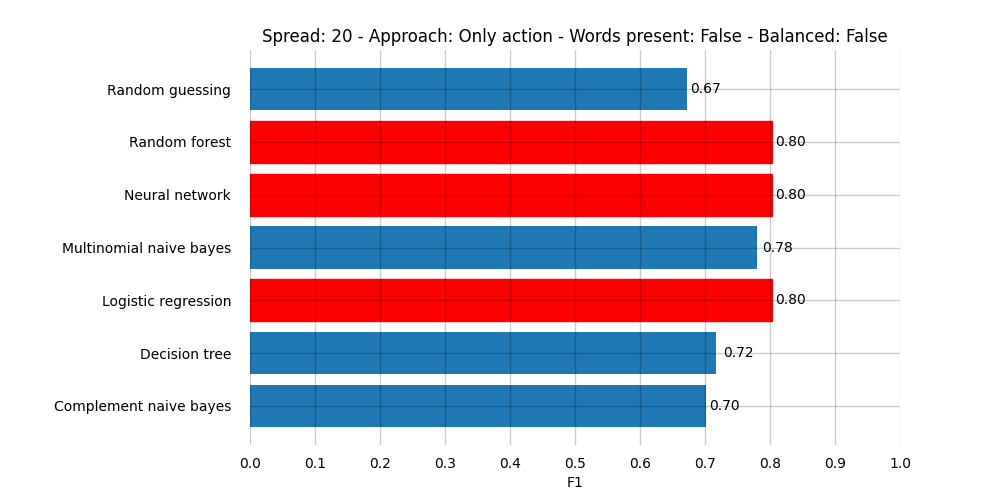 Spread: 20 - Approach: Only action - Words present: False - Balanced: False
Random guessing 0.67
Random forest 0.80
Neural network 0.80
Multinomial naive bayes 0.78
Logistic regression 0.80
Decision tree 0.72
Complement naive bayes 0.70
0.0 0.1 0.2 0.3 0.4 0.5 0.6 0.7 0.8 0.9 1.0
F1